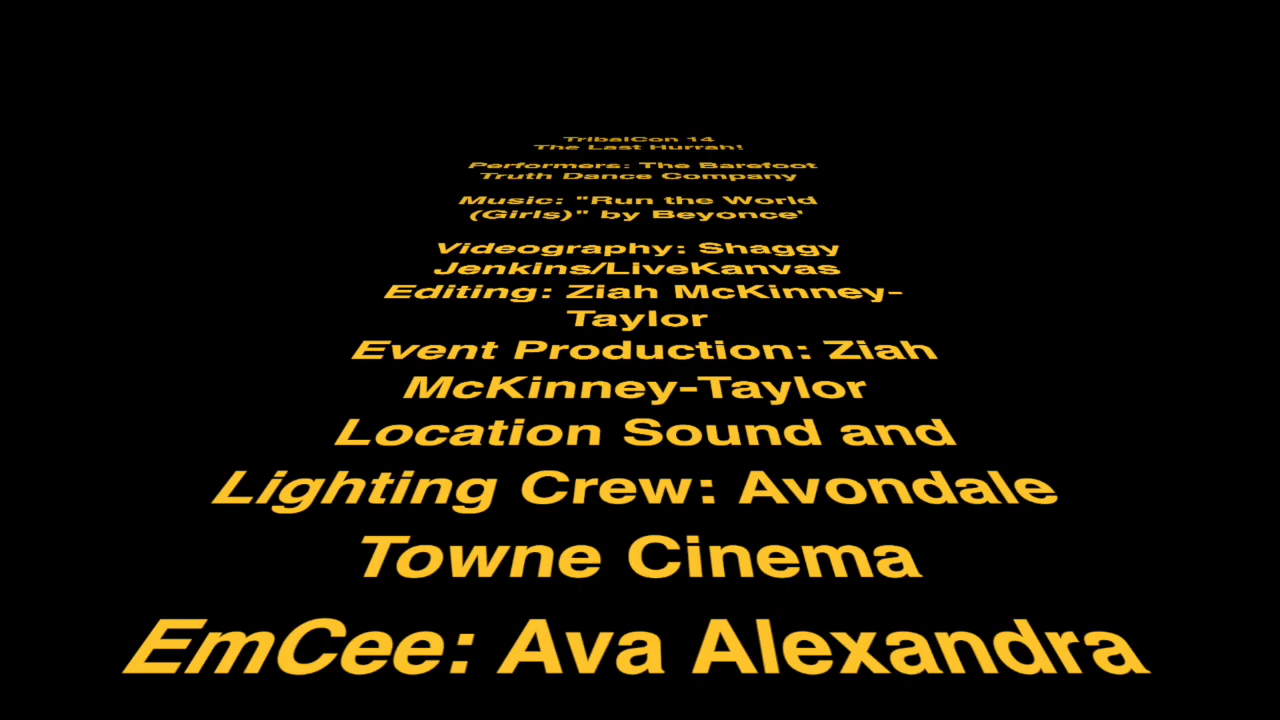 TribalCon 14
The Last Hurrah!
Performers: The Barefoot
Truth Dance Company
Music: "Run the World
(Girls)" by Beyonce'
Videography: Shaggy
Jenkins/LiveKanvas
Editing: Ziah McKinney-
Taylor
Event Production: Ziah
McKinney-Taylor
Location Sound and
Lighting Crew: Avondale
Towne Cinema
EmCee: Ava Alexandra